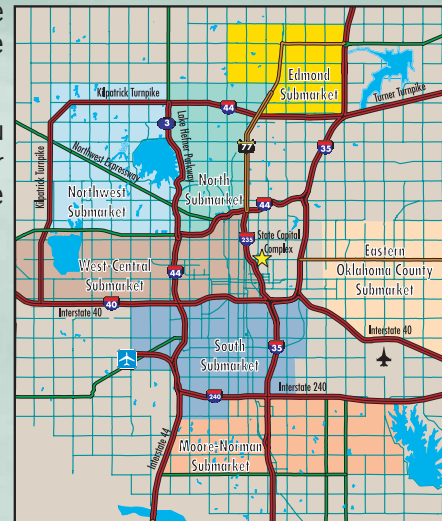 Edmond
Submarket
Kilpatrick Turnpike
44
Turner Turnpike
3
Lake Hefner Parkway
77
35
Northwest Expressway
Kilpatrick Turnpike
Northwest
Submarket
North
Submarket
44
235
State Capital
Complex
Eastern
Oklahoma County
Submarket
West-Central
Submarket
44
40
Interstate 40
Interstate 40
South
Submarket
35
240
Interstate 240
Interstate 44
Moore-Norman
Submarket